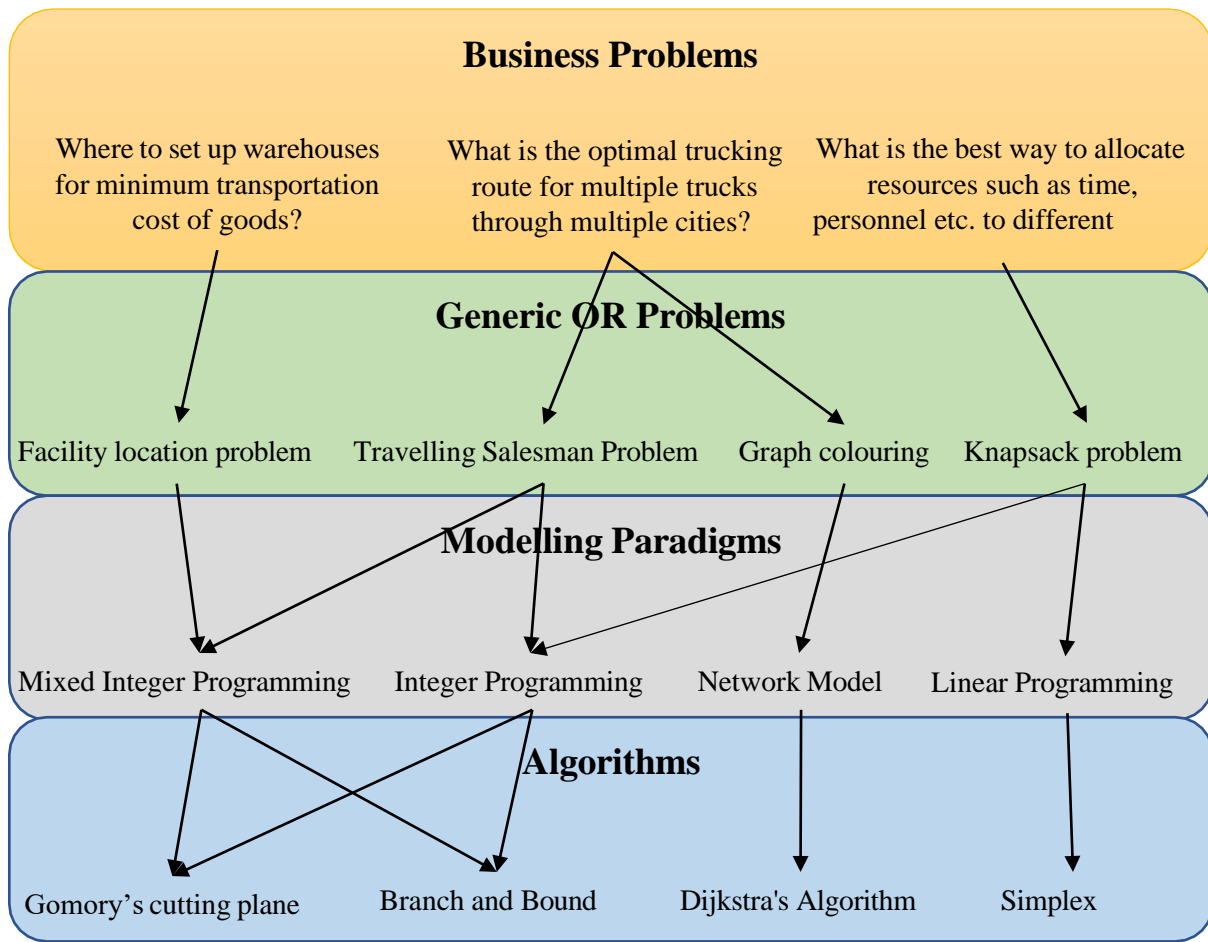 Business Problems
Where to set up warehouses
for minimum transportation
cost of goods?
What is the optimal trucking
route for multiple trucks
through multiple cities?
What is the best way to allocate
resources such as time,
personnel etc. to different
Generic OR Problems
Facility location problem
Travelling Salesman Problem
Graph colouring
Knapsack problem
Modelling Paradigms
Mixed Integer Programming
Integer Programming
Network Model
Linear Programming
Algorithms
Gomory’s cutting plane
Branch and Bound
Dijkstra's Algorithm
Simplex